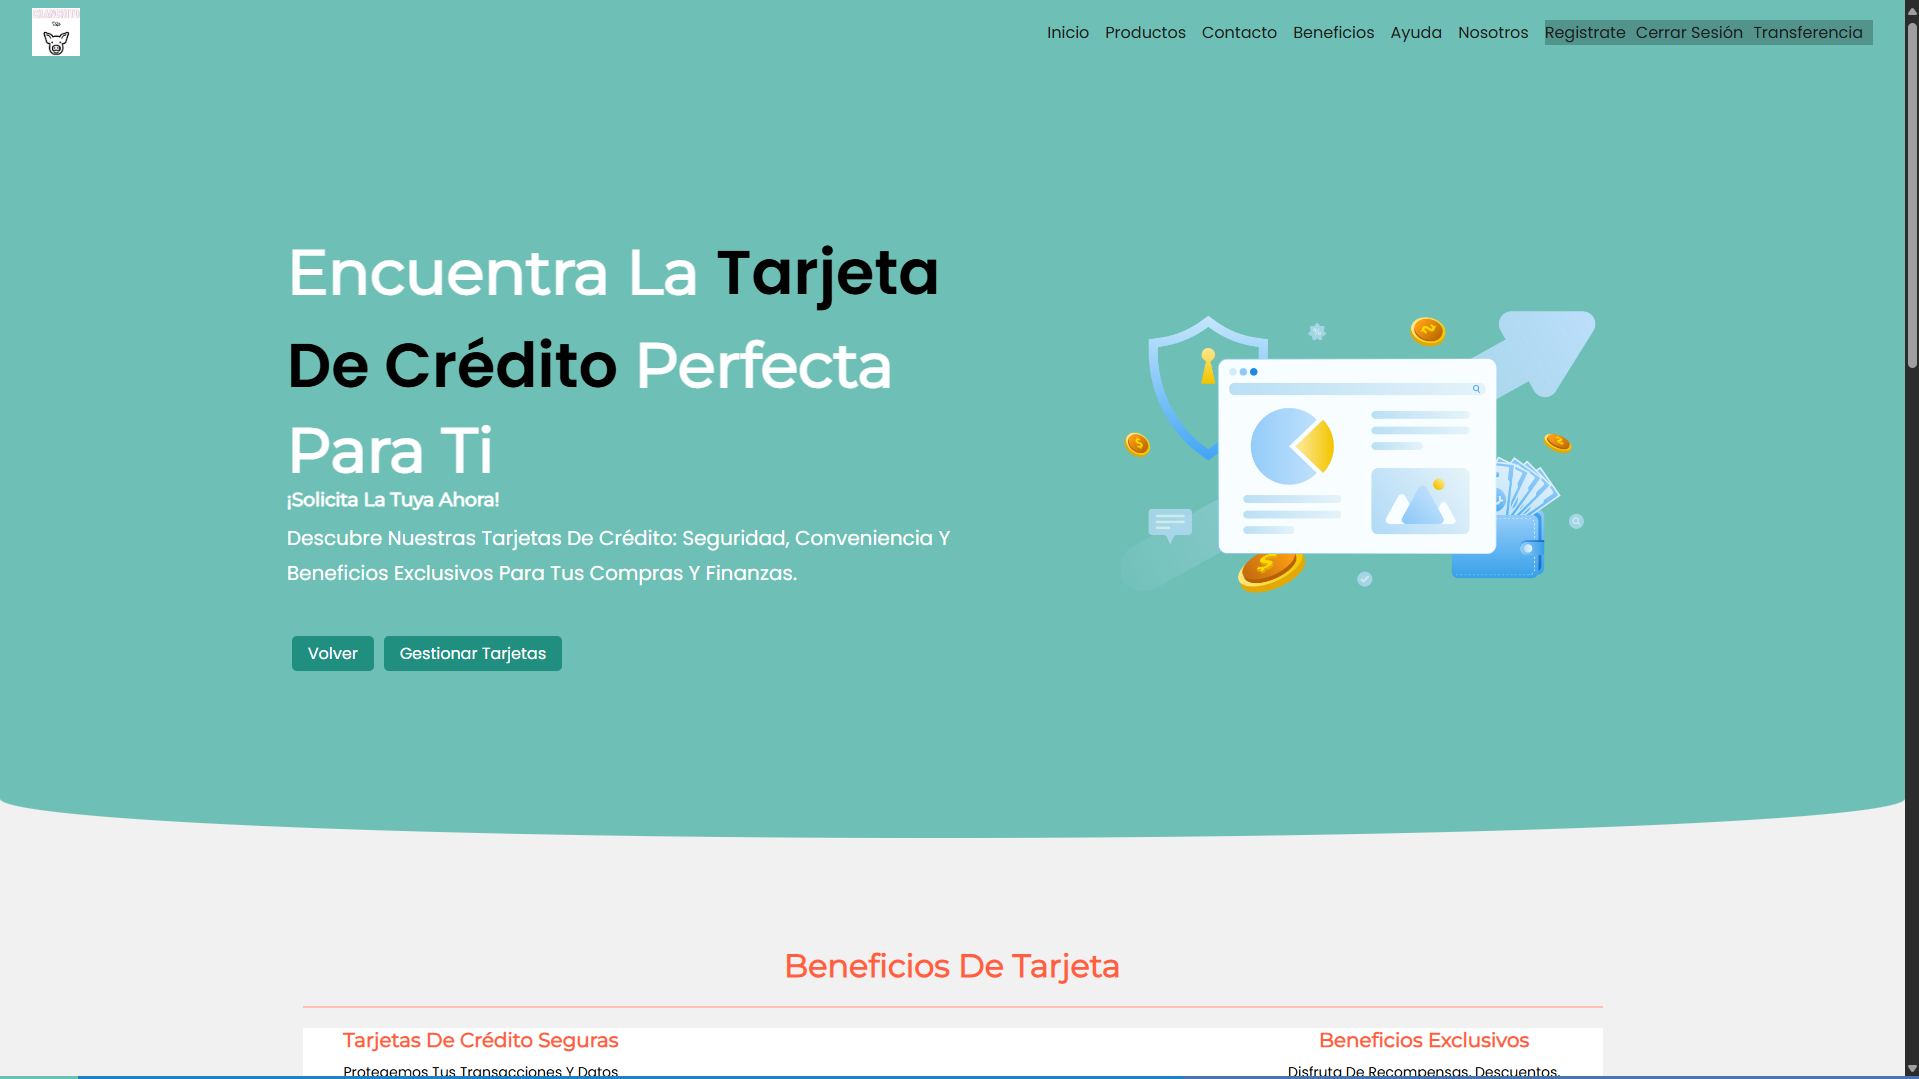 Inicio Productos Contacto Beneficios Ayuda Nosotros Registrate Cerrar Sesión Transferencia
Encuentra La Tarjeta
De Crédito Perfecta
Para Ti
¡Solicita La Tuya Ahora!
Descubre Nuestras Tarjetas De Crédito: Seguridad, Conveniencia Y
Beneficios Exclusivos Para Tus Compras Y Finanzas.
Volver Gestionar Tarjetas
Beneficios De Tarjeta
Tarjetas De Crédito Seguras
Protegemos Tus Transacciones Y Datos
Beneficios Exclusivos
Disfruta De Recompensas, Descuentos,